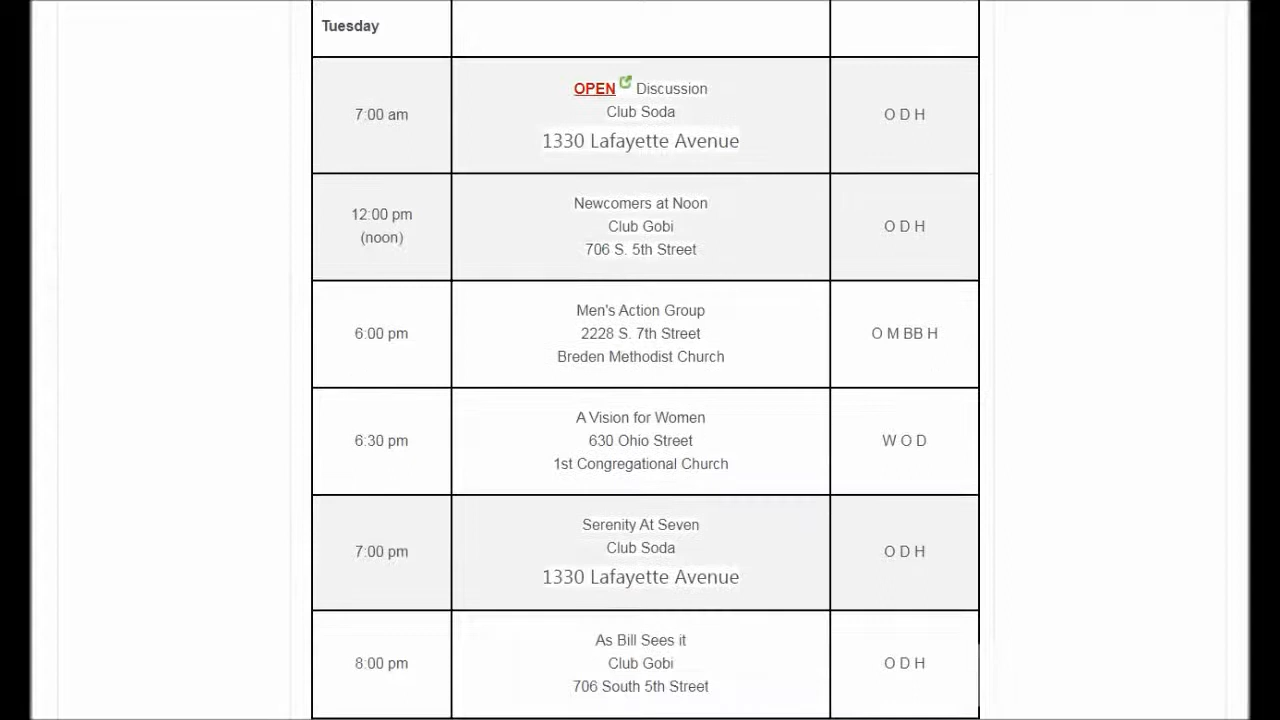 Tuesday
7:00 am
OPEN Discussion
Club Soda
1330 Lafayette Avenue
O D H
12:00 pm
(noon)
Newcomers at Noon
Club Gobi
706 S. 5th Street
O D H
6:00 pm
Men's Action Group
2228 S. 7th Street
Breden Methodist Church
O M BB H
6:30 pm
A Vision for Women
630 Ohio Street
1st Congregational Church
W O D
7:00 pm
Serenity At Seven
Club Soda
1330 Lafayette Avenue
O D H
8:00 pm
As Bill Sees it
Club Gobi
706 South 5th Street
O D H